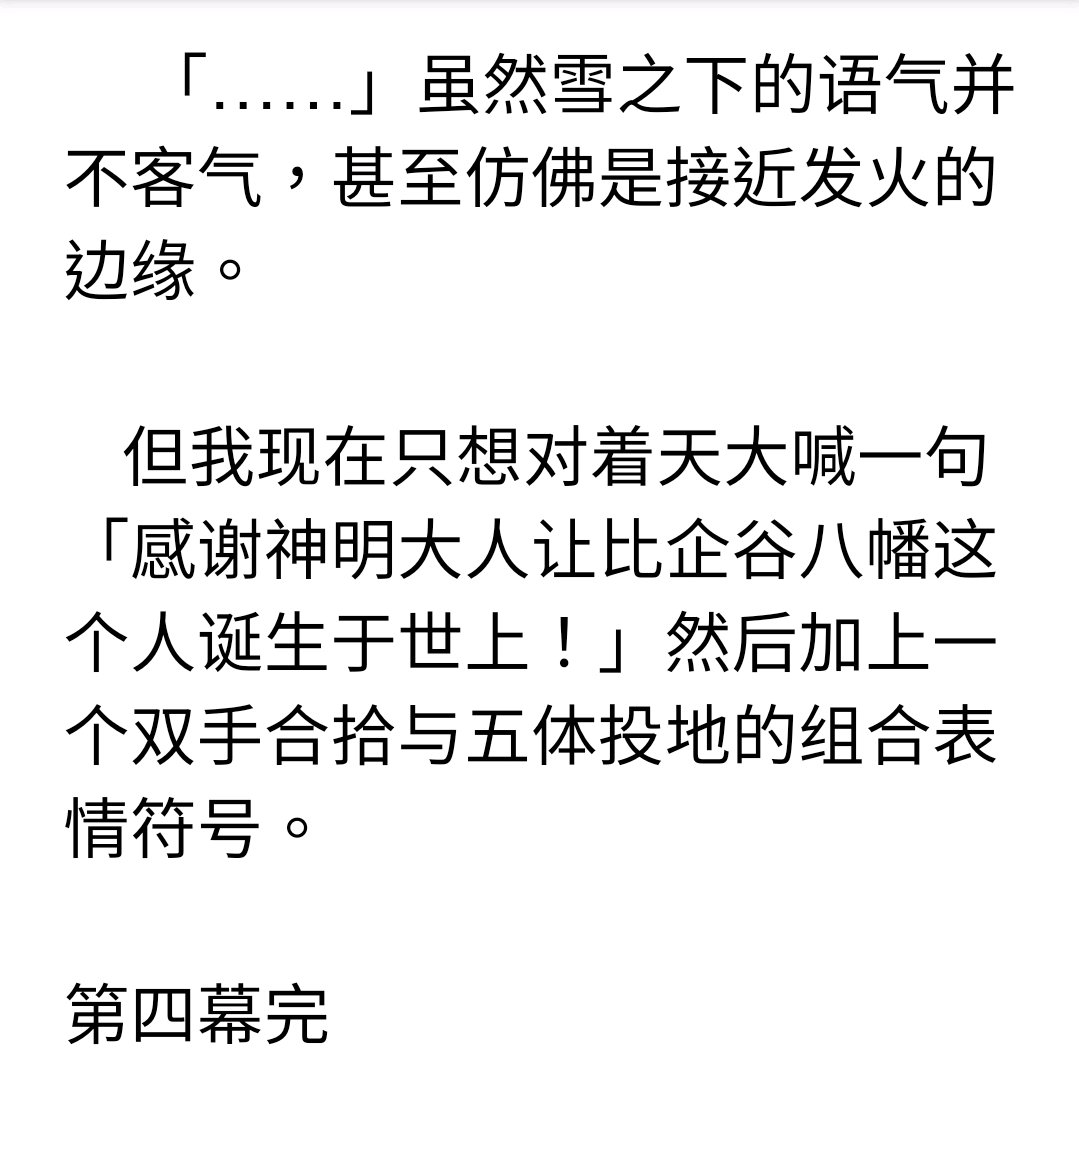 「……」虽然雪之下的语气并
不客气，甚至仿佛是接近发火的
边缘。
但我现在只想对着天大喊一句
「感谢神明大人让比企谷八幡这
个人诞生于世上！」然后加上一
个双手合拾与五体投地的组合表
情符号。
第四幕完